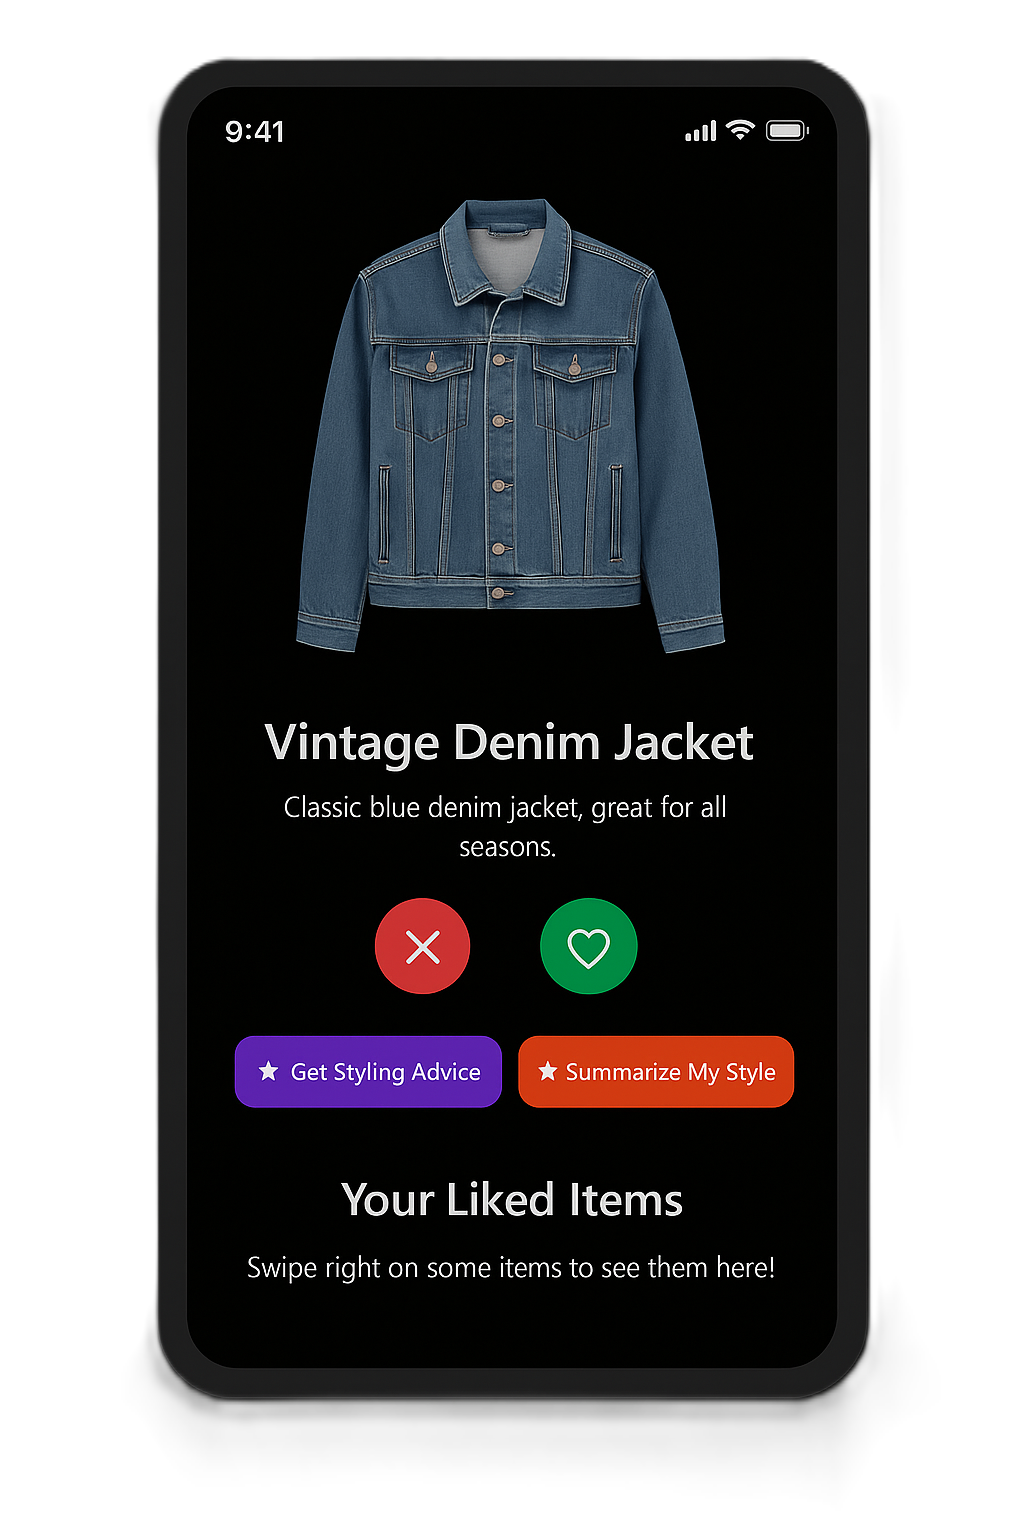 9:41
Vintage Denim Jacket
Classic blue denim jacket, great for all
seasons.
Get Styling Advice
Summarize My Style
Your Liked Items
Swipe right on some items to see them here!